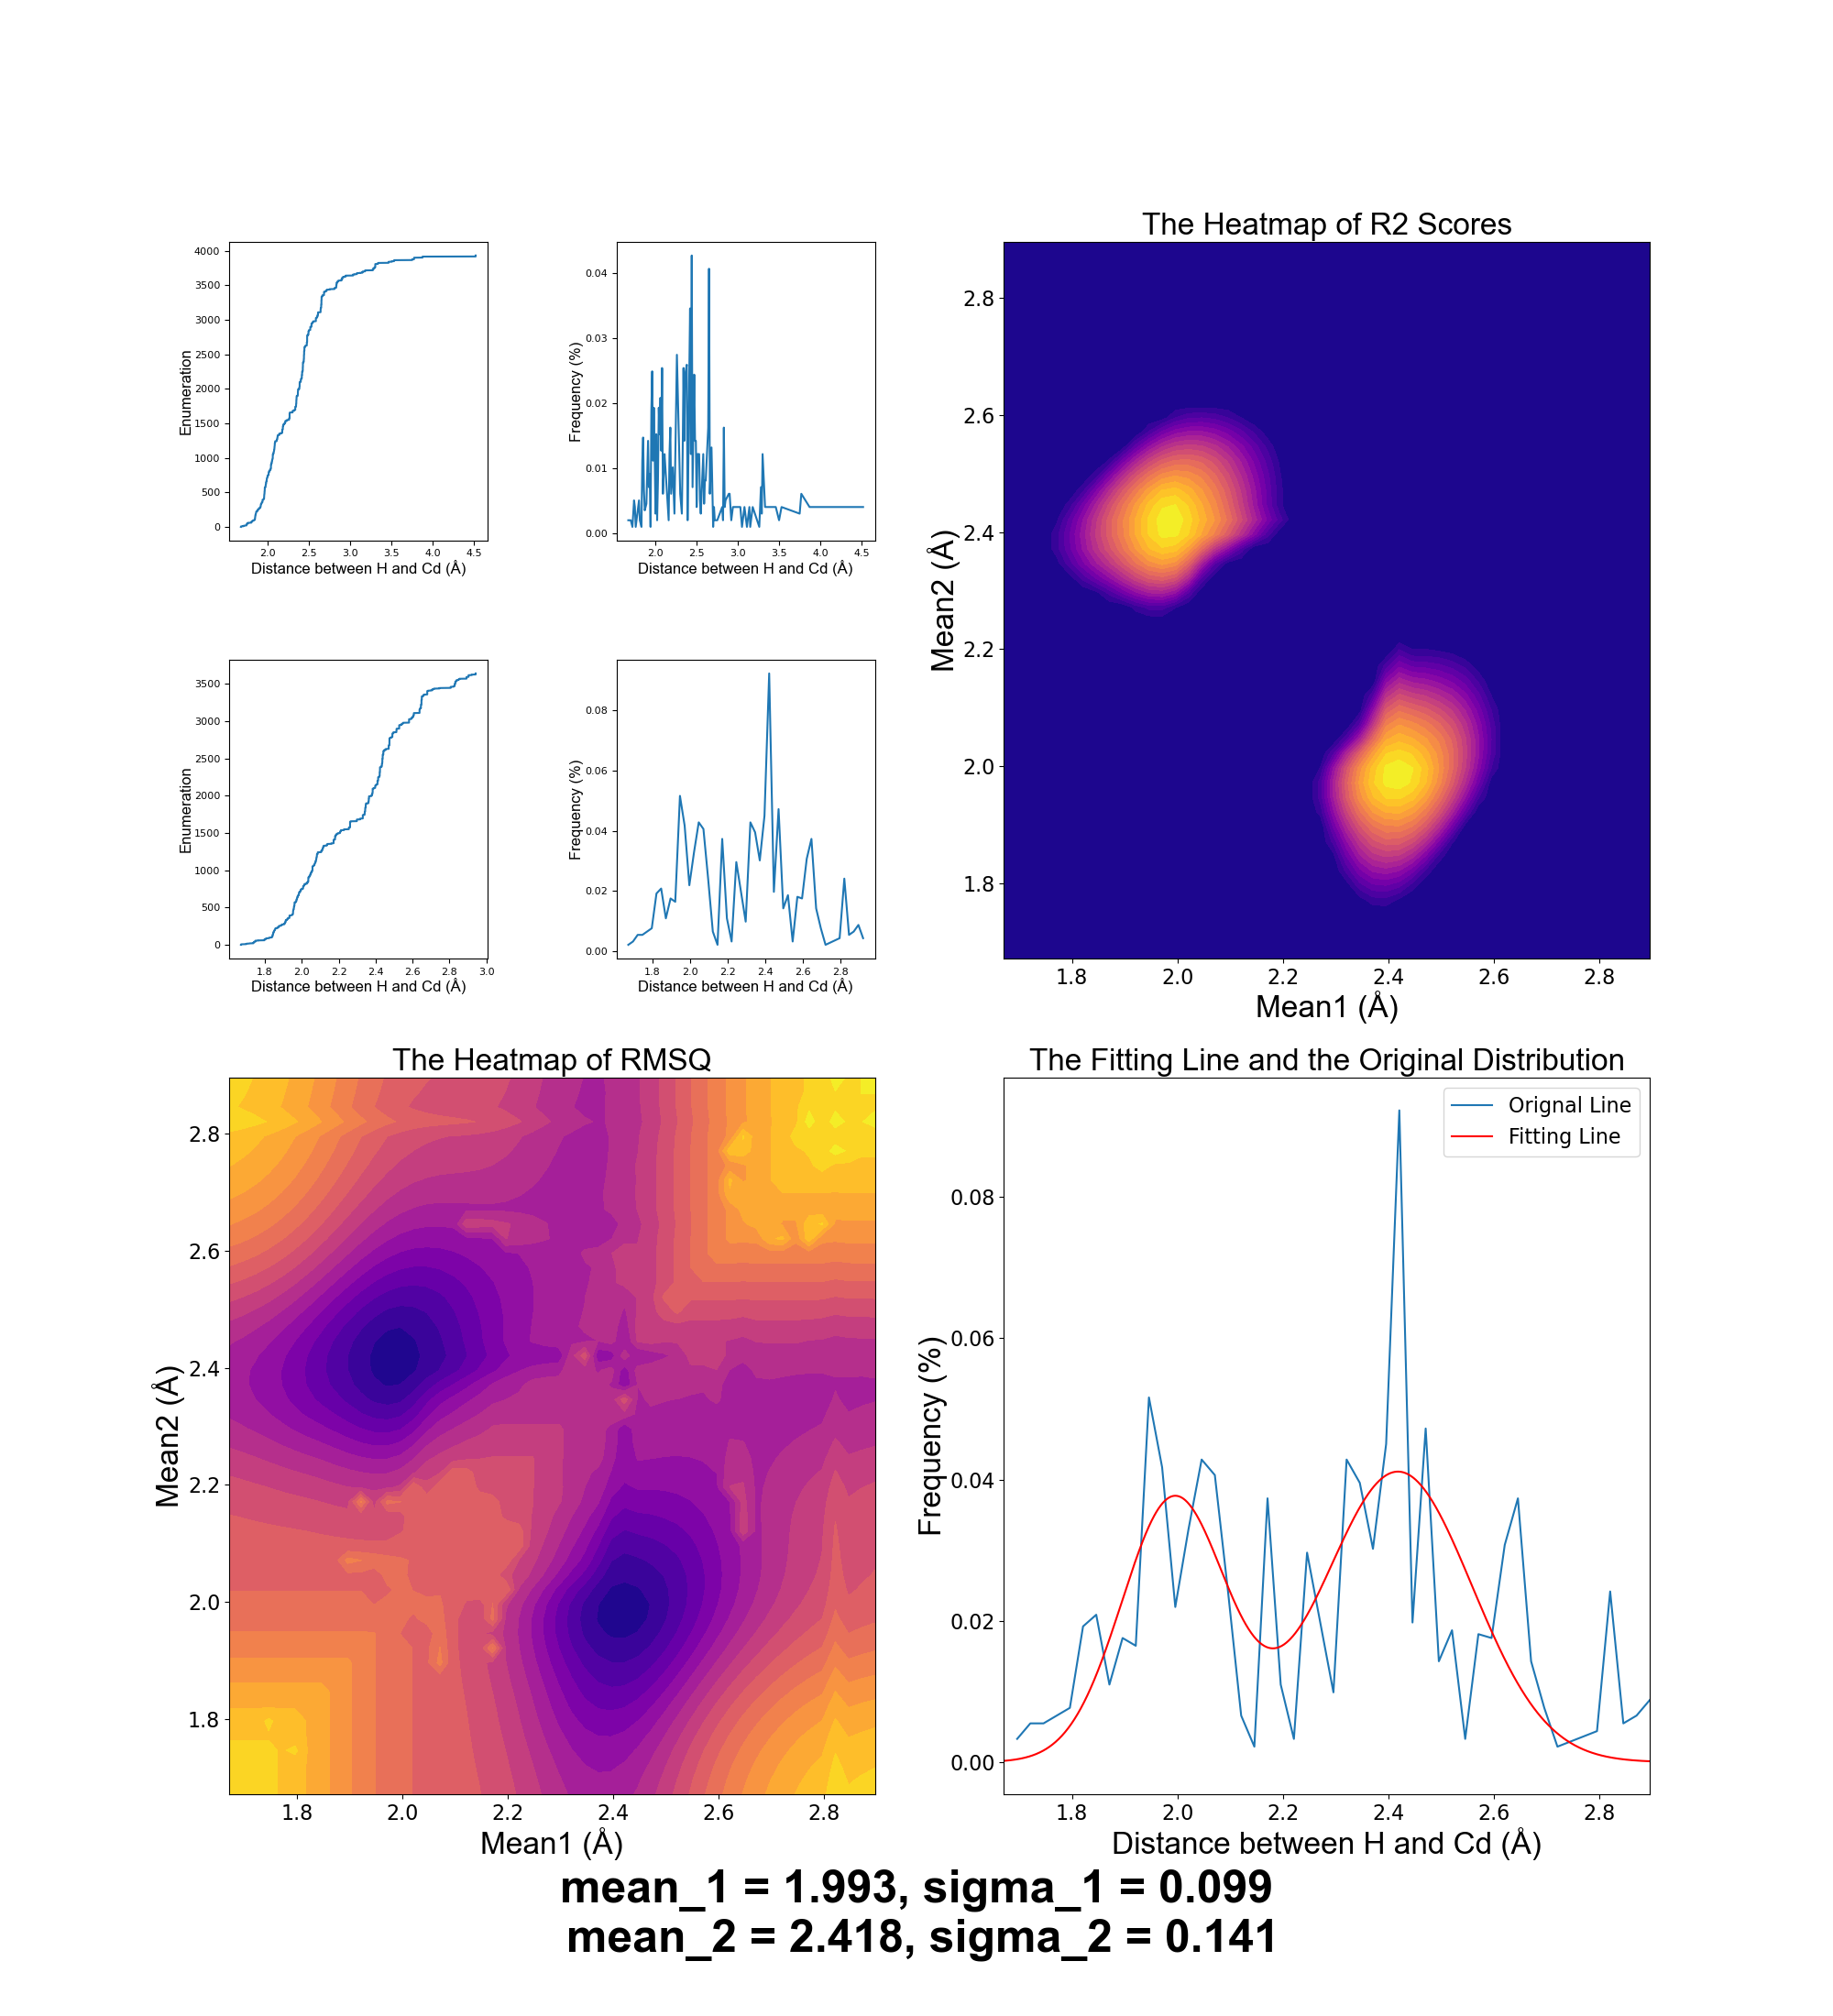 4000
3500
3000
2500
2000
1500
1000
500
0
Enumeration
2.0 2.5 3.0 3.5 4.0 4.5
Distance between H and Cd (Å)
0.04
0.03
0.02
0.01
0.00
Frequency (%)
2.0 2.5 3.0 3.5 4.0 4.5
Distance between H and Cd (Å)
The Heatmap of R2 Scores
2.8
2.6
2.4
2.2
2.0
1.8
Mean2 (Å)
1.8 2.0 2.2 2.4 2.6 2.8
Mean1 (Å)
3500
3000
2500
2000
1500
1000
500
0
Enumeration
1.8 2.0 2.2 2.4 2.6 2.8 3.0
Distance between H and Cd (Å)
0.08
0.06
0.04
0.02
0.00
Frequency (%)
1.8 2.0 2.2 2.4 2.6 2.8
Distance between H and Cd (Å)
The Heatmap of RMSQ
2.8
2.6
2.4
2.2
2.0
1.8
Mean2 (Å)
1.8 2.0 2.2 2.4 2.6 2.8
Mean1 (Å)
The Fitting Line and the Original Distribution
Orignal Line
Fitting Line
0.08
0.06
0.04
0.02
0.00
Frequency (%)
1.8 2.0 2.2 2.4 2.6 2.8
Distance between H and Cd (Å)
mean_1 = 1.993, sigma_1 = 0.099
mean_2 = 2.418, sigma_2 = 0.141